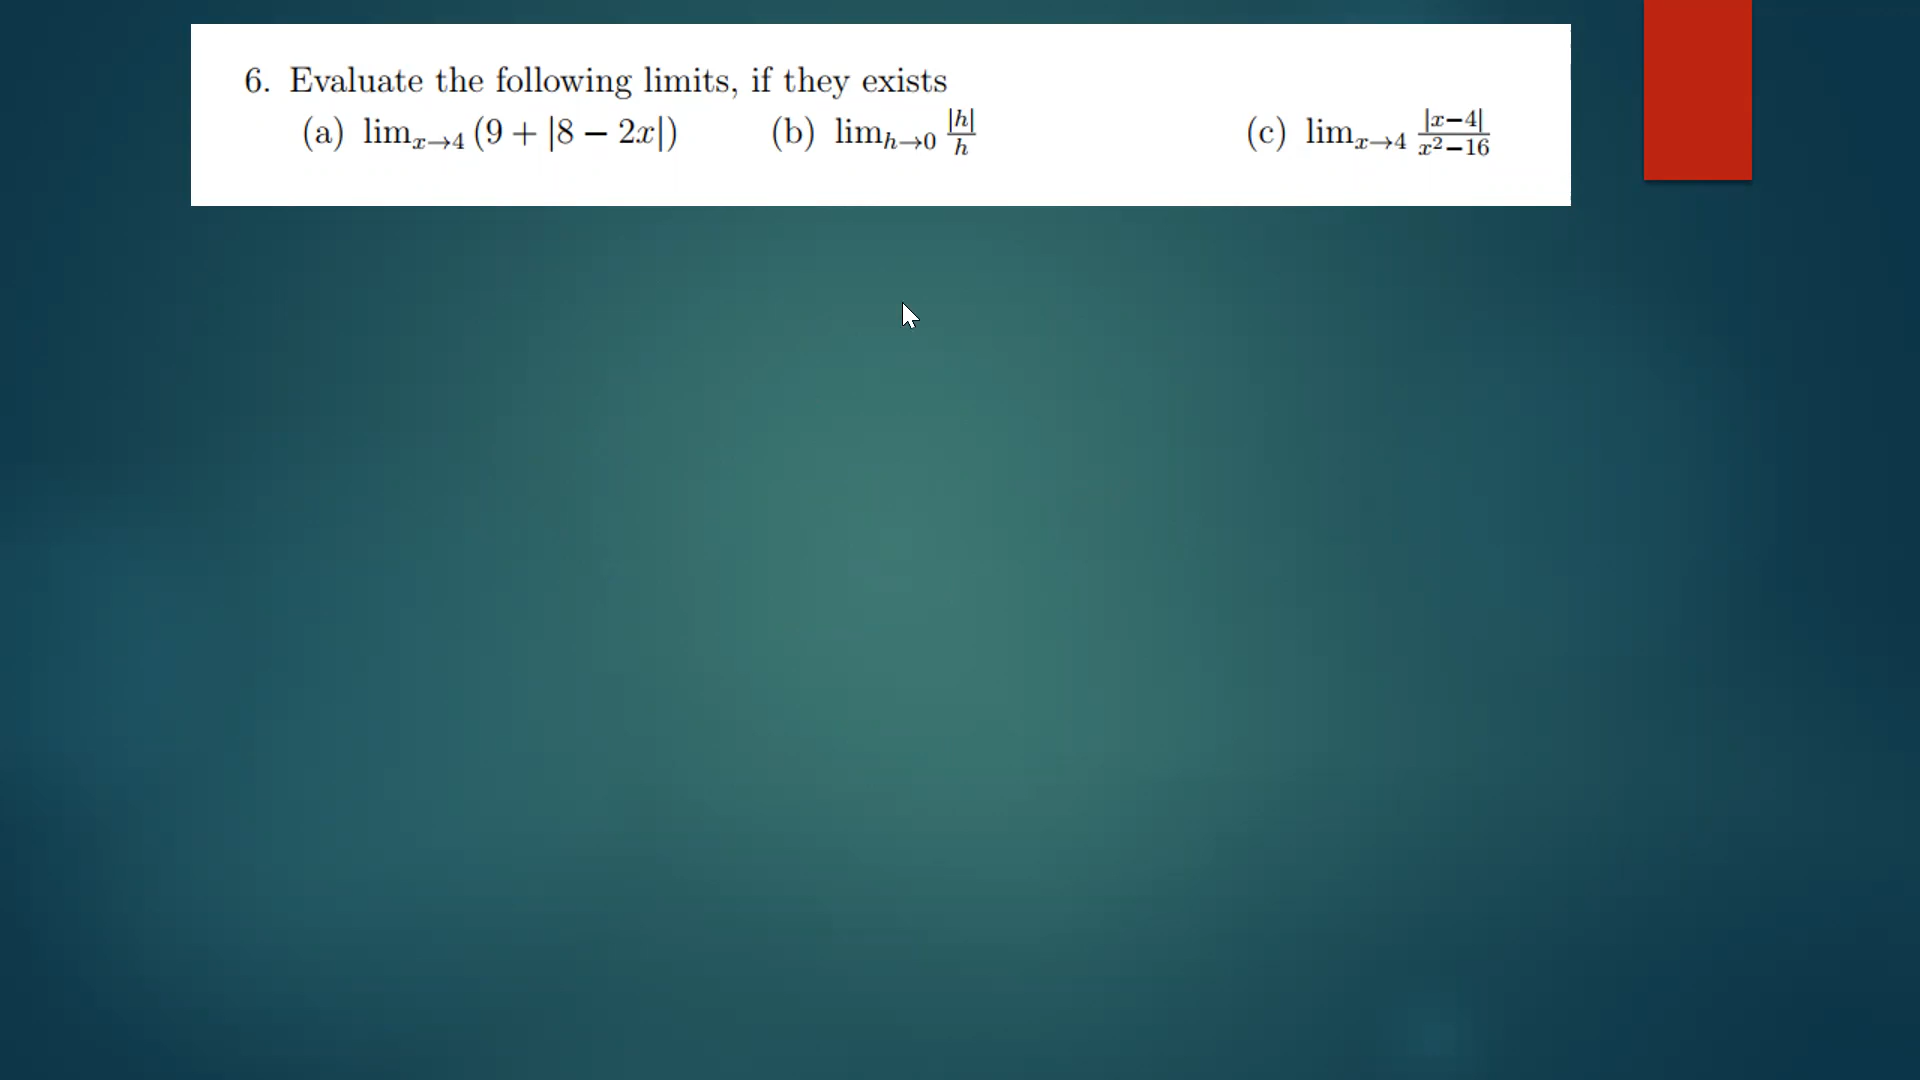 6. Evaluate the following limits, if they exists
(a) lim_{x→4} (9 + |8 − 2x|) (b) lim_{h→0} |h|/h (c) lim_{x→4} |x−4|/x²−16